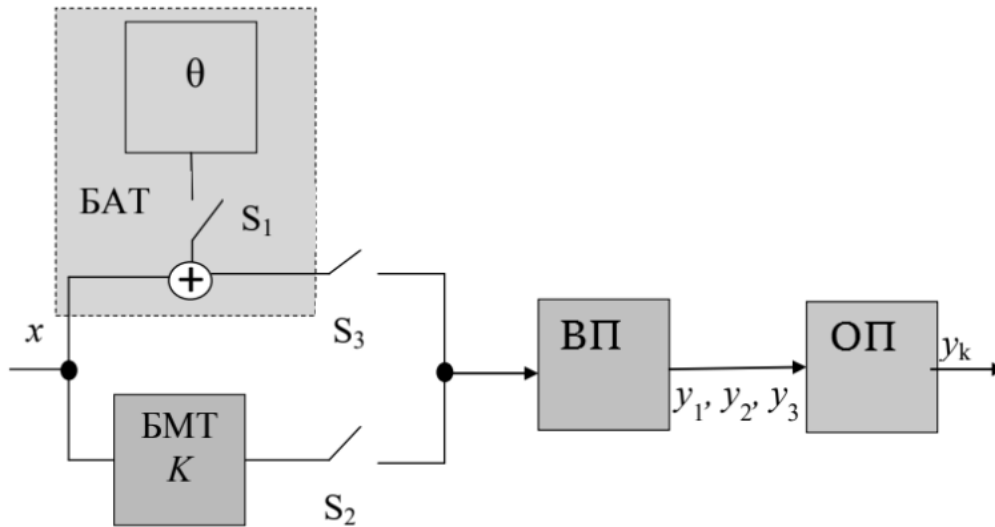 θ
БАТ
S₁
+
x
S₃
ВП
ОП
yₖ
y₁, y₂, y₃
БМТ
K
S₂